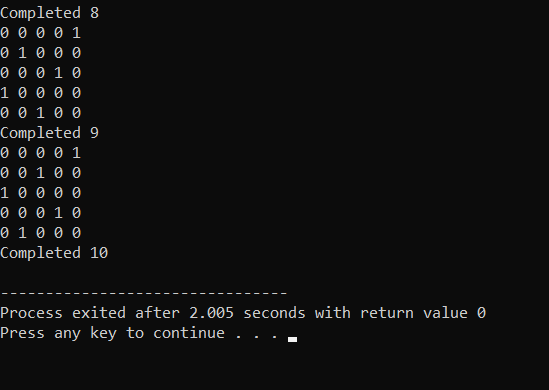 Completed 8
0 0 0 0 1
0 1 0 0 0
0 0 0 1 0
1 0 0 0 0
0 0 1 0 0
Completed 9
0 0 0 0 1
0 0 1 0 0
1 0 0 0 0
0 0 0 1 0
0 1 0 0 0
Completed 10
--------------------------------
Process exited after 2.005 seconds with return value 0
Press any key to continue . . .